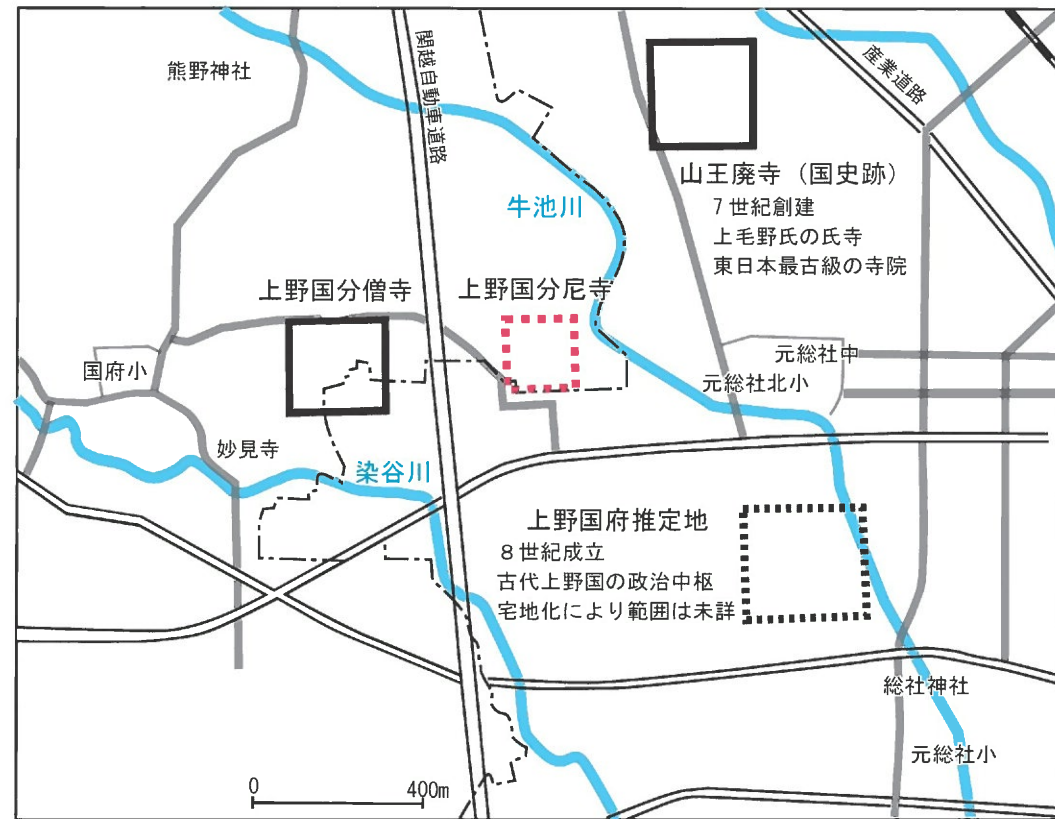 熊野神社
関越自動車道路
産業道路
山王廃寺（国史跡）
7世紀創建
上毛野氏の氏寺
東日本最古級の寺院
牛池川
上野国分僧寺
上野国分尼寺
国府小
元総社中
元総社北小
妙見寺
染谷川
上野国府推定地
8世紀成立
古代上野国の政治中枢
宅地化により範囲は未詳
総社神社
元総社小
0
400m